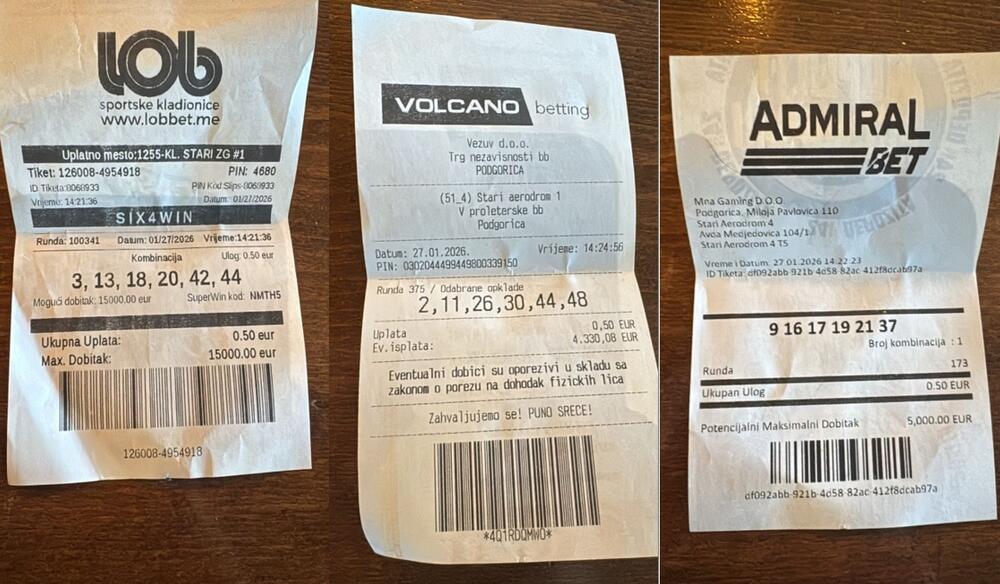 lob
sportske kladionice
www.lobbet.me
Uplatno mesto:1255-KL. STARI ZG #1
Tiket: 126008-4954918 PIN: 4680
ID Tiketa:8068933 PIN Kod:Slips-8068933
Vrijeme: 14:21:36 Datum: 01/27/2026
SIX4WIN
Runda: 100341 Datum: 01/27/2026 Vrijeme:14:21:36
Kombinacija Ulog: 0.50 eur
3, 13, 18, 20, 42, 44
Mogući dobitak: 15000.00 eur SuperWin kod: NMTH5
Ukupna Uplata: 0.50 eur
Max. Dobitak: 15000.00 eur
126008-4954918
VOLCANO betting
Vezuv d.o.o.
Trg nezavisnosti bb
PODGORICA
(51_4) Stari aerodrom 1
V proleterske bb
Podgorica
Datum: 27.01.2026. Vrijeme: 14:24:56
PIN: 0302044499449800339150
Runda 375 / Odabrane opklade
2,11,26,30,44,48
Uplata 0,50 EUR
Ev.isplata: 4.330,08 EUR
Eventualni dobici su oporezivi u skladu sa
zakonom o porezu na dohodak fizickih lica
Zahvaljujemo se! PUNO SRECE!
*4Q1RDQMWO*
ADMIRAL
BET
Mna Gaming D.O.O.
Podgorica, Miloja Pavlovica 110
Stari Aerodrom 4
Avda Medjedovica 104/1
Stari Aerodrom 4 T5
Vreme i Datum: 27.01.2026 14:22:23
ID Tiketa: df092abb-921b-4d58-82ac-412f8dcab97a
9 16 17 19 21 37
Broj kombinacija : 1
Runda 173
Ukupan Ulog 0.50 EUR
Potencijalni Maksimalni Dobitak 5,000.00 EUR
df092abb-921b-4d58-82ac-412f8dcab97a